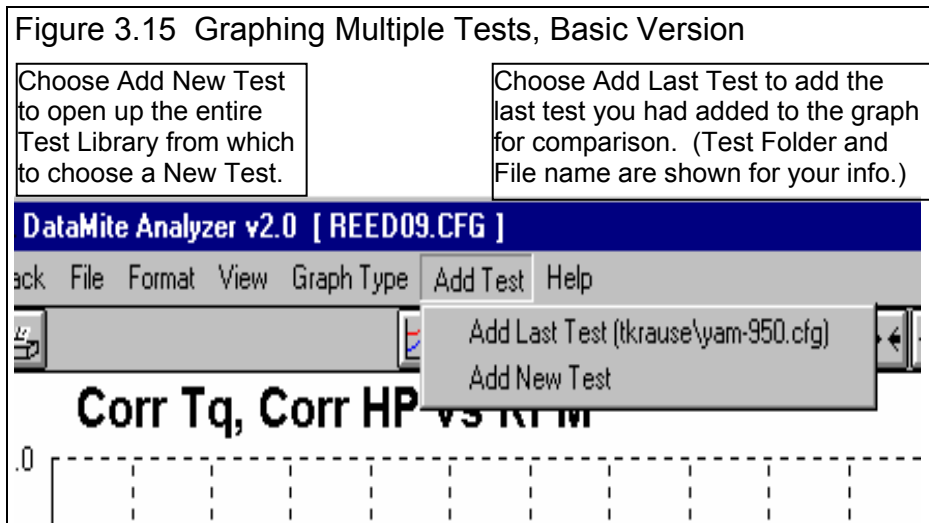 Figure 3.15 Graphing Multiple Tests, Basic Version
Choose Add New Test
to open up the entire
Test Library from which
to choose a New Test.
Choose Add Last Test to add the
last test you had added to the graph
for comparison. (Test Folder and
File name are shown for your info.)
DataMite Analyzer v2.0 [ REED09.CFG ]
ack File Format View Graph Type Add Test Help
Add Last Test (tkrause\yam-950.cfg)
Add New Test
Corr Tq, Corr HP vs RPM
.0